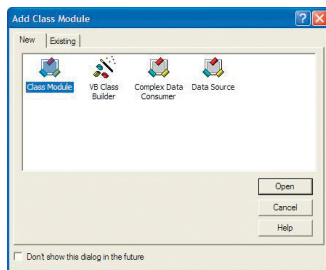 Add Class Module
New Existing
Class Module VB Class Builder Complex Data Consumer Data Source
Open
Cancel
Help
Don't show this dialog in the future